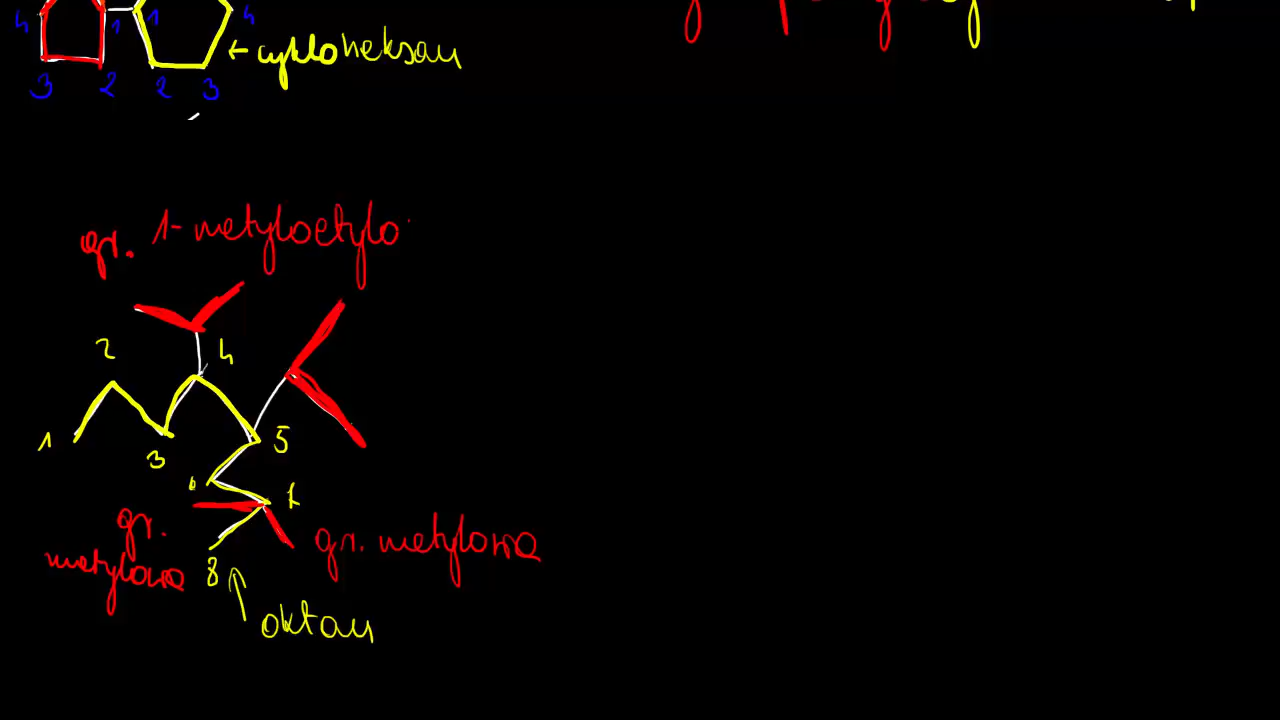 4 1 1 4
← cykloheksan
3 2 2 3
gr. 1-metyloetylo
2 4
1 3 5
7
gr. gr. metylowa
metylowa 8
oktan